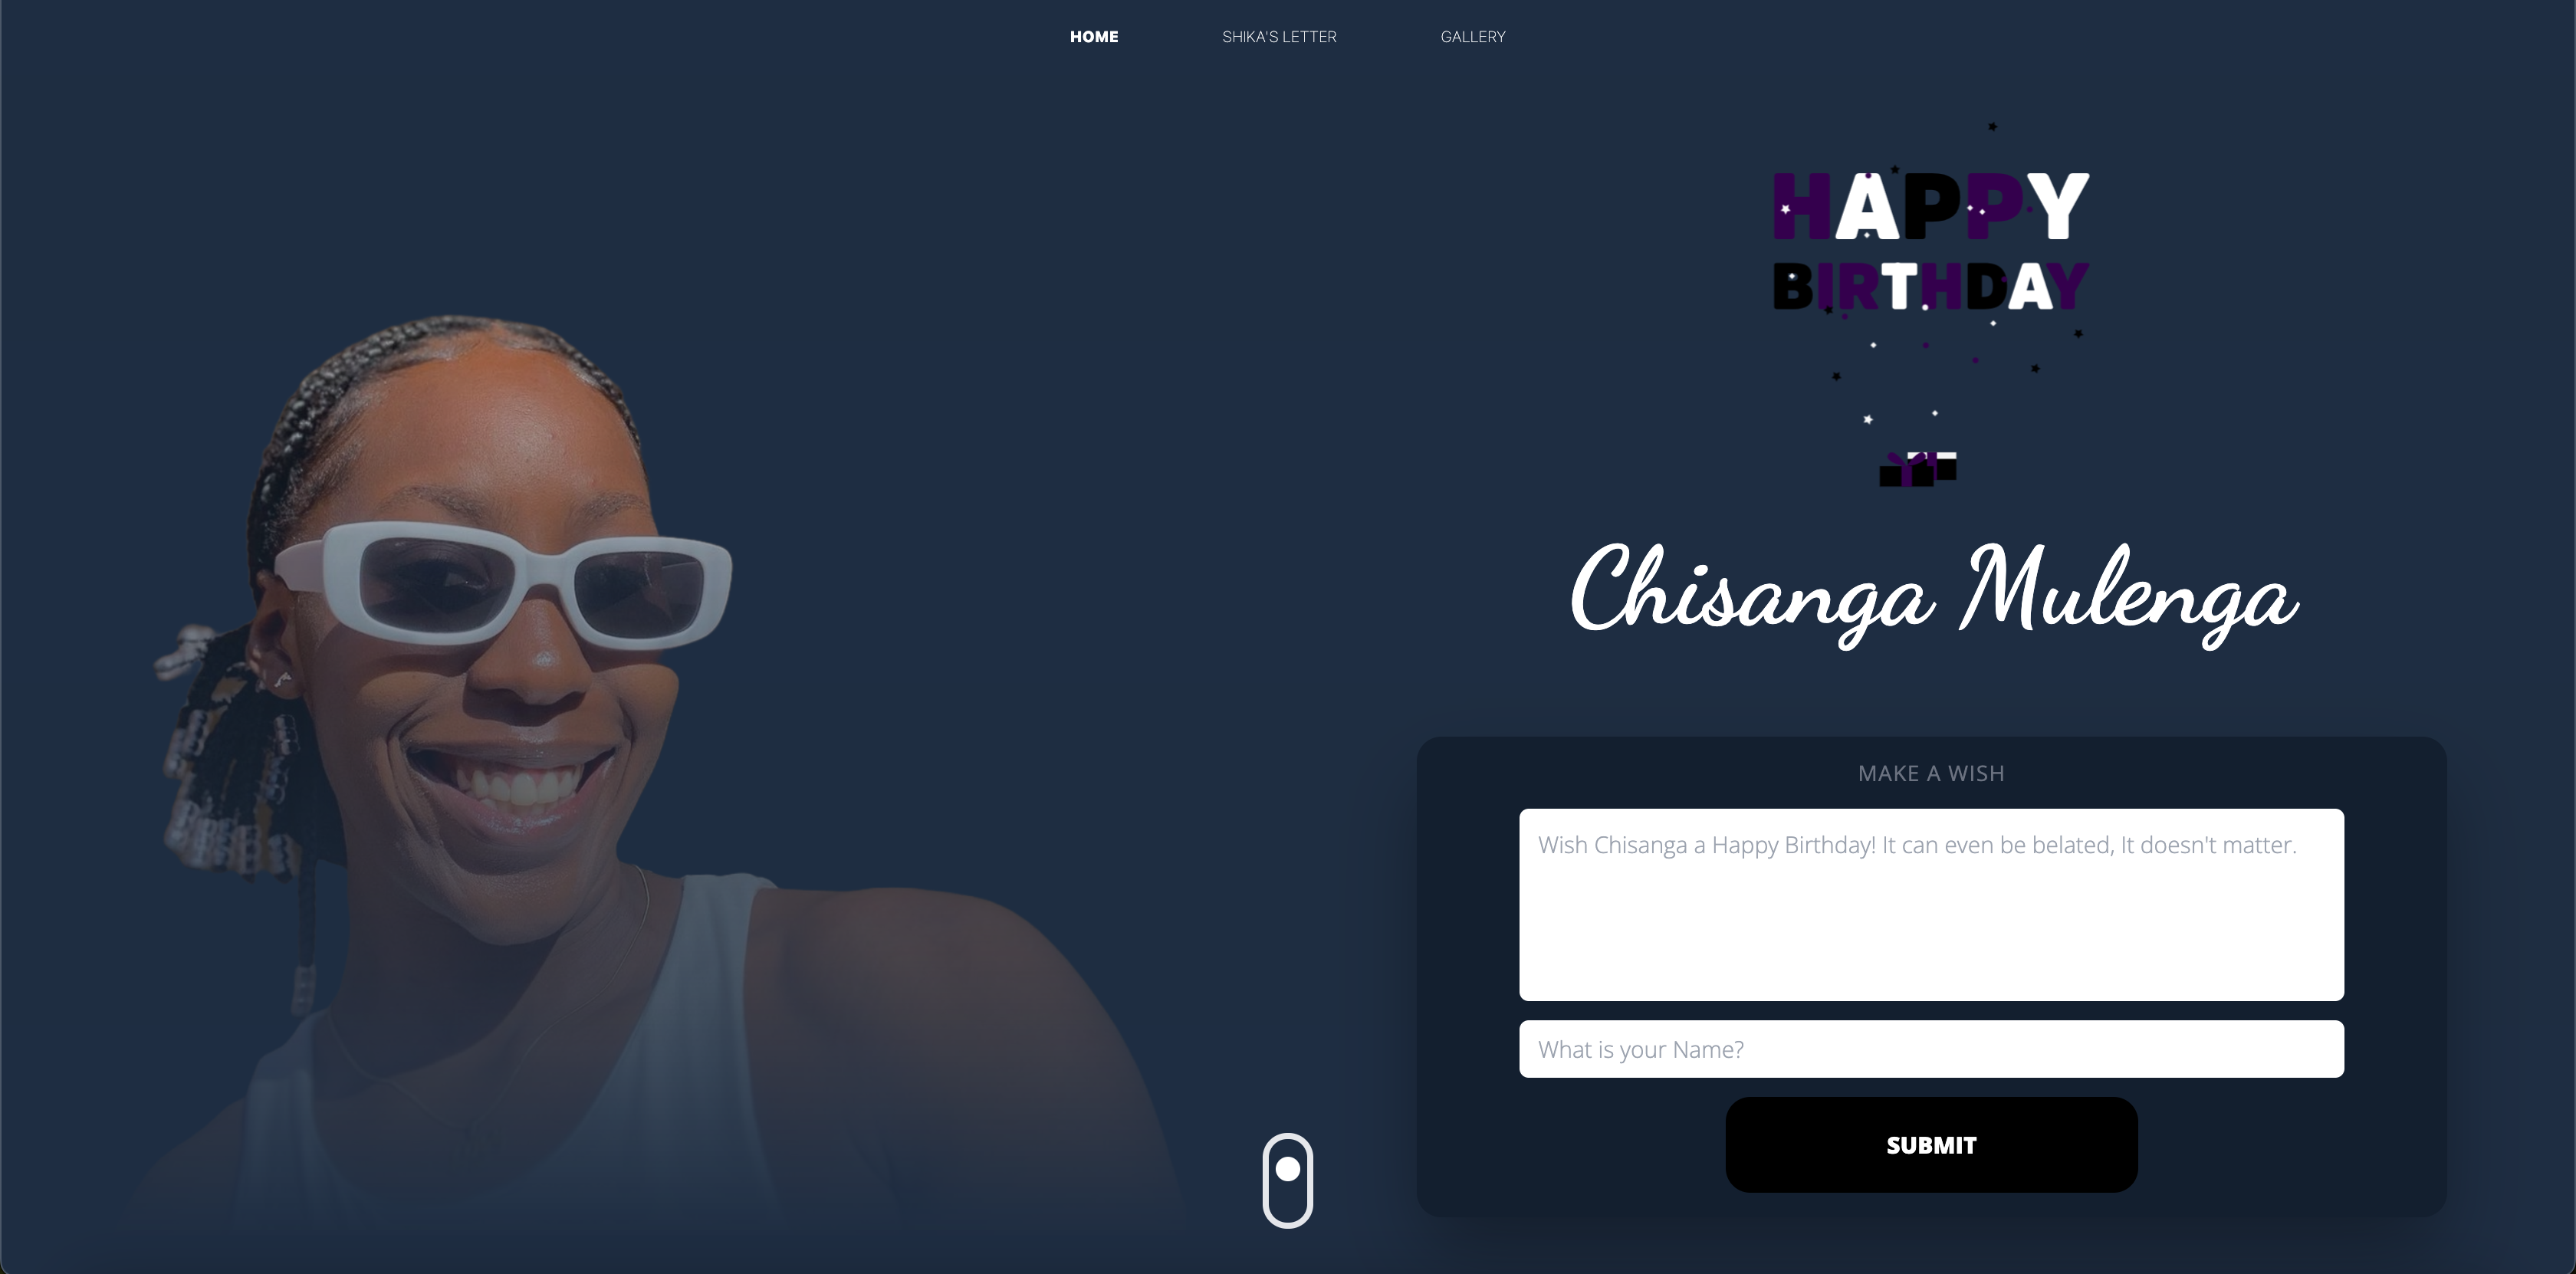 HOME
SHIKA'S LETTER
GALLERY
HAPPY
BIRTHDAY
Chisanga Mulenga
MAKE A WISH
Wish Chisanga a Happy Birthday! It can even be belated, It doesn't matter.
What is your Name?
SUBMIT